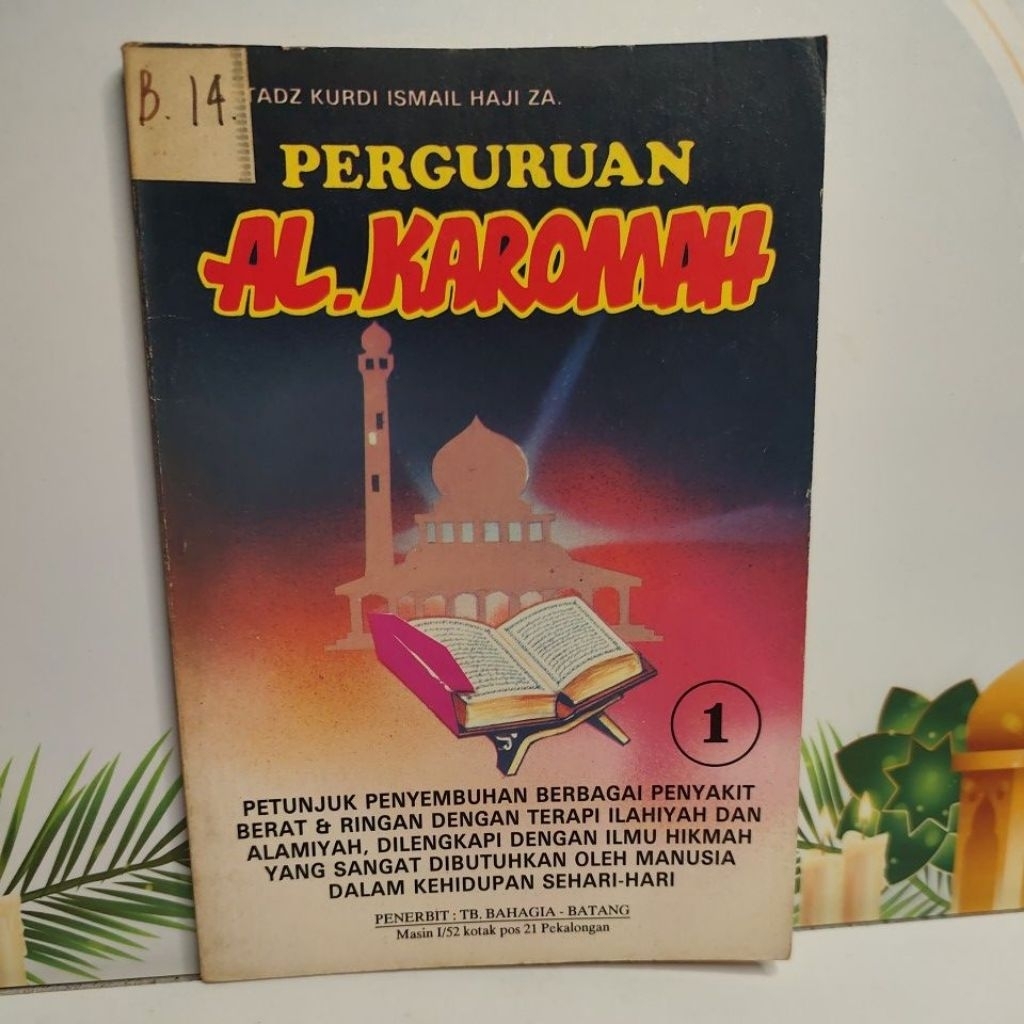 B. 14.
TADZ KURDI ISMAIL HAJI ZA.
PERGURUAN
AL. KAROMAH
1
PETUNJUK PENYEMBUHAN BERBAGAI PENYAKIT
BERAT & RINGAN DENGAN TERAPI ILAHIYAH DAN
ALAMIYAH, DILENGKAPI DENGAN ILMU HIKMAH
YANG SANGAT DIBUTUHKAN OLEH MANUSIA
DALAM KEHIDUPAN SEHARI-HARI
PENERBIT : TB. BAHAGIA - BATANG
Masin I/52 kotak pos 21 Pekalongan